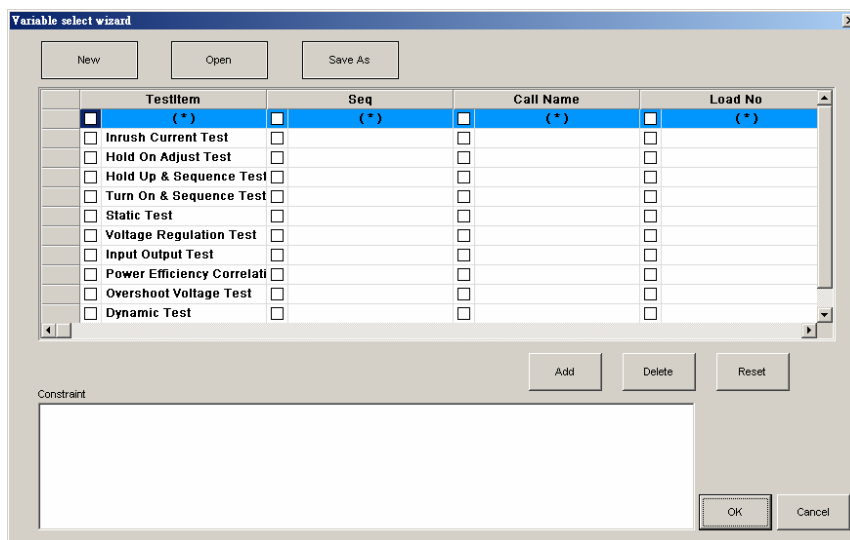 Variable select wizard
New Open Save As
TestItem Seq Call Name Load No
(*) (*) (*) (*)
Inrush Current Test
Hold On Adjust Test
Hold Up & Sequence Test
Turn On & Sequence Test
Static Test
Voltage Regulation Test
Input Output Test
Power Efficiency Correlati
Overshoot Voltage Test
Dynamic Test
Add Delete Reset
Constraint
OK Cancel